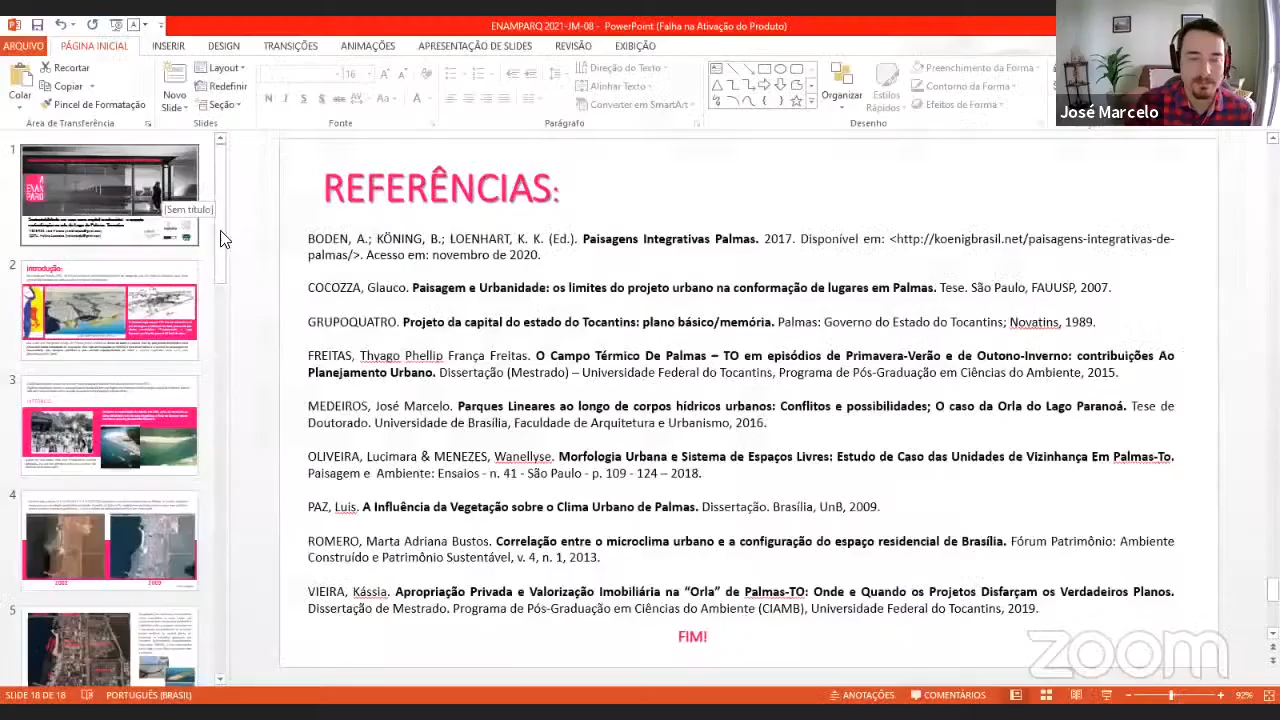 ENAMPARQ 2021-JM-08 - PowerPoint (Falha na Ativação do Produto)
ARQUIVO PÁGINA INICIAL INSERIR DESIGN TRANSIÇÕES ANIMAÇÕES APRESENTAÇÃO DE SLIDES REVISÃO EXIBIÇÃO
Colar
Recortar
Copiar
Pincel de Formatação
Área de Transferência
Novo
Slide
Layout
Redefinir
Seção
Slides
N I S
Fonte
Direção do Texto
Alinhar Texto
Converter em SmartArt
Parágrafo
Organizar
Estilos
Rápidos
Preenchimento da Forma
Contorno da Forma
Efeitos de Forma
Desenho
José Marcelo
1
[Sem título]
2
Introdução:
3
4
5
REFERÊNCIAS:
BODEN, A.; KÖNING, B.; LOENHART, K. K. (Ed.). Paisagens Integrativas Palmas. 2017. Disponível em: <http://koenigbrasil.net/paisagens-integrativas-de-
palmas/>. Acesso em: novembro de 2020.
COCOZZA, Glauco. Paisagem e Urbanidade: os limites do projeto urbano na conformação de lugares em Palmas. Tese. São Paulo, FAUUSP, 2007.
GRUPOQUATRO. Nova capital do estado do Tocantins: plano básico/memória.
FREITAS, Thyago Phellip França Freitas. O Campo Térmico De Palmas – TO em episódios de Primavera-Verão e de Outono-Inverno contribuições Ao
Planejamento Urbano. Dissertação (Mestrado) – Universidade Federal do Tocantins, Programa de Pós-Graduação em Ciências do Ambiente, 2015.
MEDEIROS, José Marcelo. Parques Lineares ao longo de corpos hídricos urbanos: Conflitos e possibilidades; O caso da Orla do Lago Paranoá. Tese de
Doutorado. Universidade de Brasília, Faculdade de Arquitetura e Urbanismo, 2016.
OLIVEIRA, Lucimara & MENEZES, Wanellyse. Morfologia Urbana e Sistema de Espaços Livres: Estudo de Caso das Unidades de Vizinhança Em Palmas-To.
Paisagem e Ambiente: Ensaios - n. 41 - São Paulo - p. 109 - 124 – 2018.
PAZ, Luis. A Influência da Vegetação sobre o Clima Urbano de Palmas. Dissertação. Brasília, UnB, 2009.
ROMERO, Marta Adriana Bustos. Correlação entre o microclima urbano e a configuração do espaço residencial de Brasília. Fórum Patrimônio: Ambiente
Construído e Patrimônio Sustentável, v. 4, n. 1, 2013.
VIEIRA, Kássia. Apropriação Privada e Valorização imobiliária na “Orla” de Palmas-TO: Onde e Quando os Projetos Disfarçam os Verdadeiros Planos.
Dissertação de Mestrado. Programa de Pós-Graduação em Ciências do Ambiente (CIAMB), Universidade Federal do Tocantins, 2019.
FIM!
zoom
SLIDE 18 DE 18 PORTUGUÊS (BRASIL) ANOTAÇÕES COMENTÁRIOS 92%